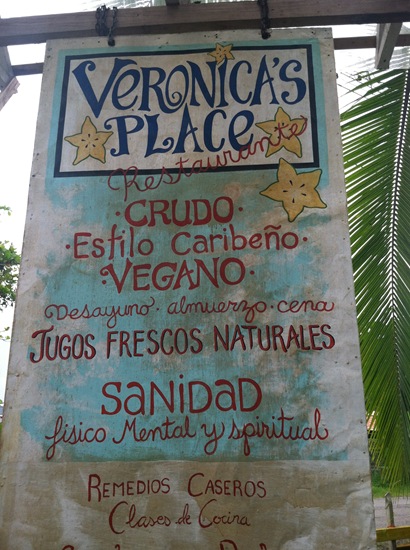 VERONICA'S
PLACE
Restaurante
·CRUDO·
·Estilo Caribeño·
·VEGANO·
Desayuno·almuerzo·cena
JUGOS FRESCOS NATURALES
SANIDAD
físico Mental y spiritual
REMEDIOS CASEROS
Clases de Cocina